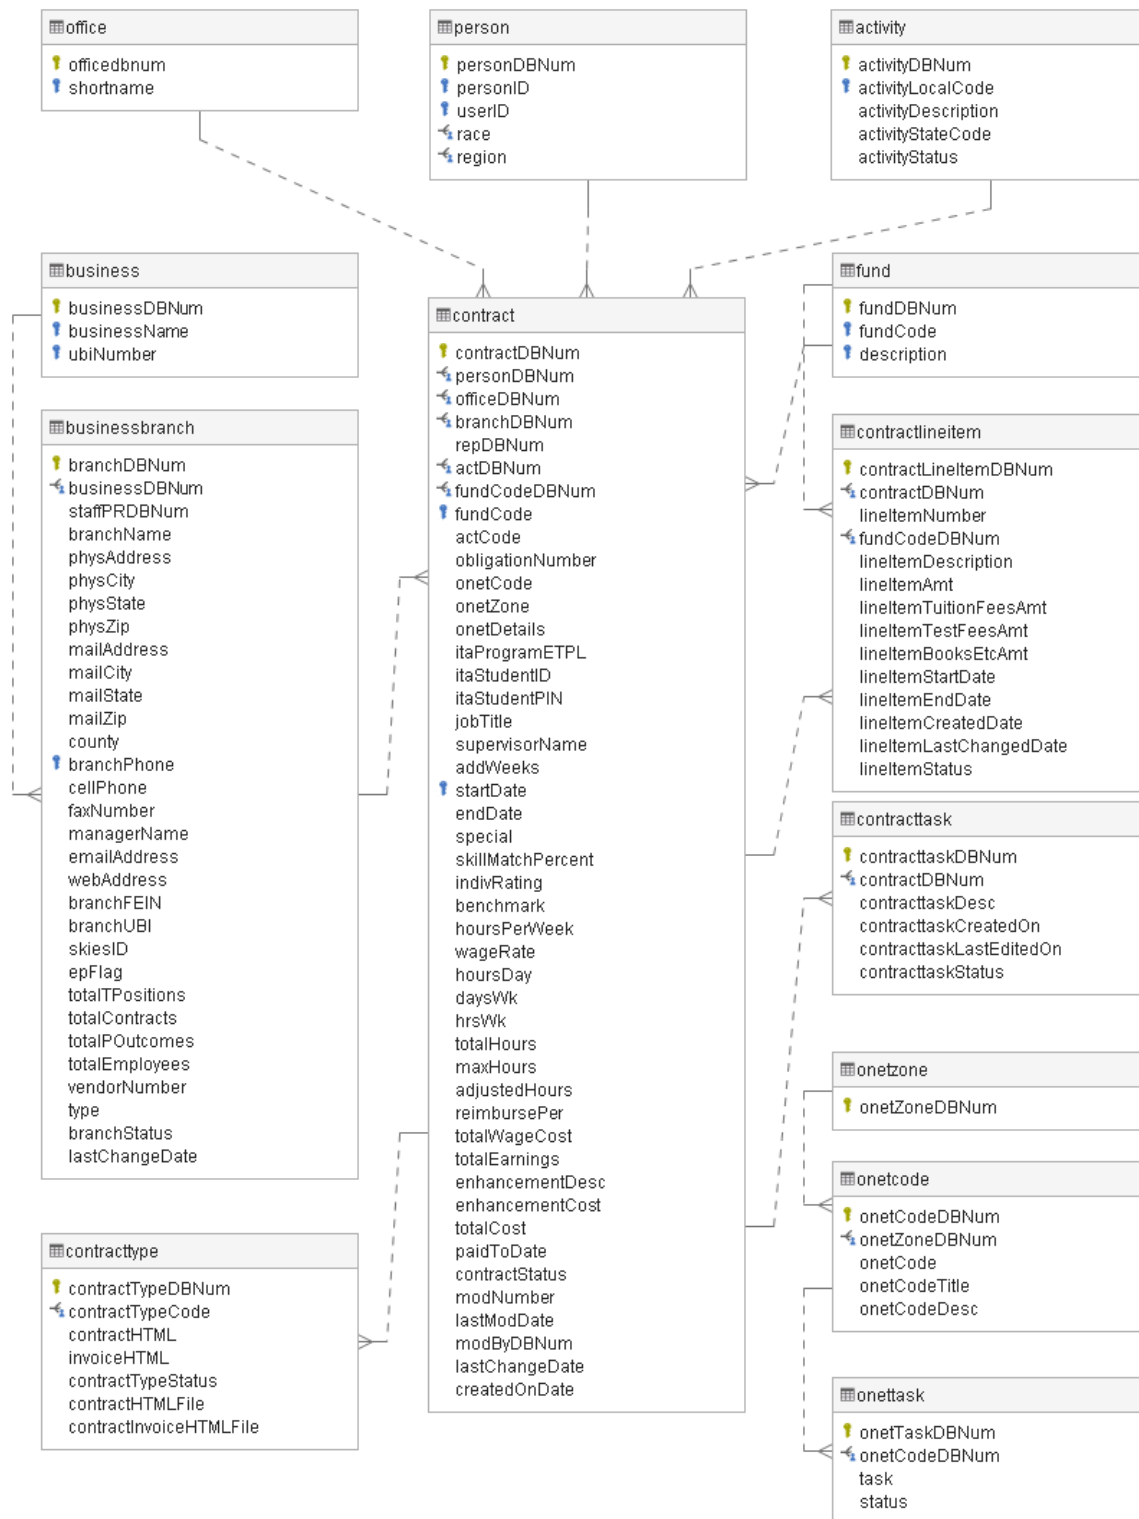 office
officedbnum
shortname
person
personDBNum
personID
userID
race
region
activity
activityDBNum
activityLocalCode
activityDescription
activityStateCode
activityStatus
business
businessDBNum
businessName
ubiNumber
businessbranch
branchDBNum
businessDBNum
staffPRDBNum
branchName
physAddress
physCity
physState
physZip
mailAddress
mailCity
mailState
mailZip
county
branchPhone
cellPhone
faxNumber
managerName
emailAddress
webAddress
branchFEIN
branchUBI
skiesID
epFlag
totalTPositions
totalContracts
totalPOutcomes
totalEmployees
vendorNumber
type
branchStatus
lastChangeDate
contracttype
contractTypeDBNum
contractTypeCode
contractHTML
invoiceHTML
contractTypeStatus
contractHTMLFile
contractInvoiceHTMLFile
contract
contractDBNum
personDBNum
officeDBNum
branchDBNum
repDBNum
actDBNum
fundCodeDBNum
fundCode
actCode
obligationNumber
onetCode
onetZone
onetDetails
itaProgramETPL
itaStudentID
itaStudentPIN
jobTitle
supervisorName
addWeeks
startDate
endDate
special
skillMatchPercent
indivRating
benchmark
hoursPerWeek
wageRate
hoursDay
daysWk
hrsWk
totalHours
maxHours
adjustedHours
reimbursePer
totalWageCost
totalEarnings
enhancementDesc
enhancementCost
totalCost
paidToDate
contractStatus
modNumber
lastModDate
modByDBNum
lastChangeDate
createdOnDate
fund
fundDBNum
fundCode
description
contractlineitem
contractLineItemDBNum
contractDBNum
lineItemNumber
fundCodeDBNum
lineItemDescription
lineItemAmt
lineItemTuitionFeesAmt
lineItemTestFeesAmt
lineItemBooksEtcAmt
lineItemStartDate
lineItemEndDate
lineItemCreatedDate
lineItemLastChangedDate
lineItemStatus
contracttask
contracttaskDBNum
contractDBNum
contracttaskDesc
contracttaskCreatedOn
contracttaskLastEditedOn
contracttaskStatus
onetzone
onetZoneDBNum
onetcode
onetCodeDBNum
onetZoneDBNum
onetCode
onetCodeTitle
onetCodeDesc
onettask
onetTaskDBNum
onetCodeDBNum
task
status